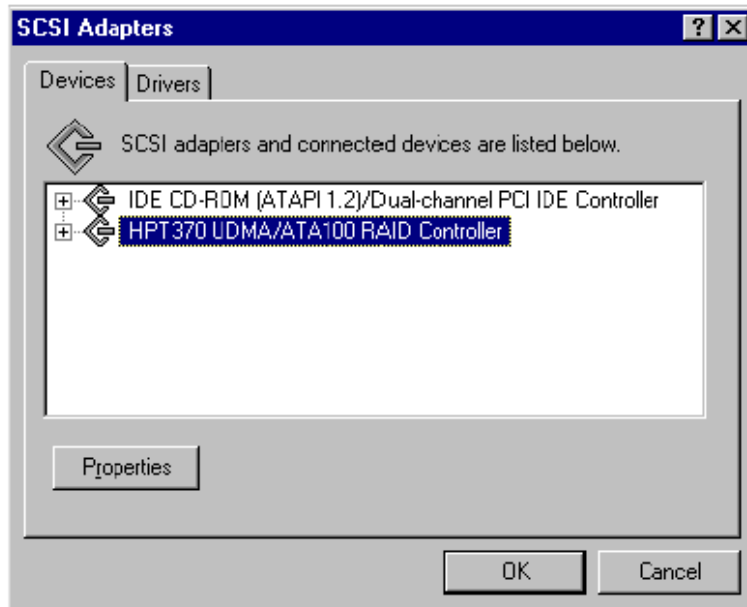 SCSI Adapters
Devices Drivers
SCSI adapters and connected devices are listed below.
IDE CD-ROM (ATAPI 1.2)/Dual-channel PCI IDE Controller
HPT370 UDMA/ATA100 RAID Controller
Properties
OK Cancel